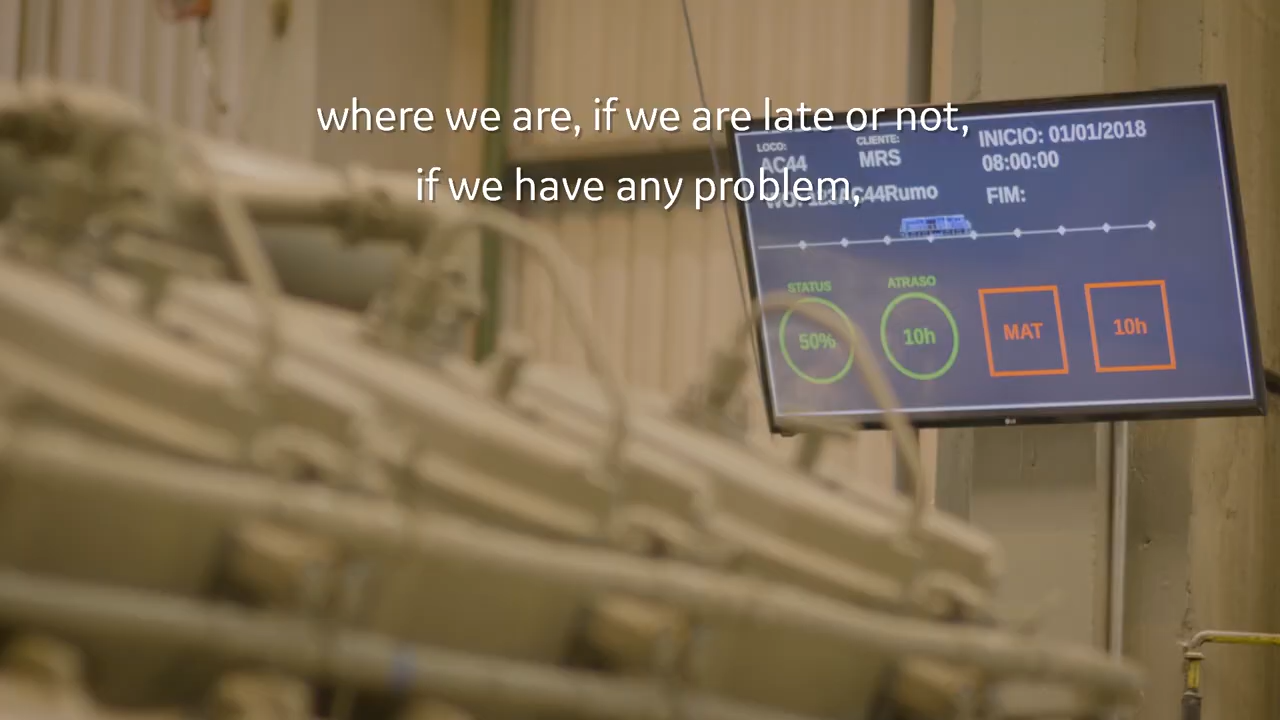 where we are, if we are late or not,
if we have any problem,
LOCO:
AC44
CLIENTE:
MRS
INICIO: 01/01/2018
08:00:00
FIM:
STATUS
50%
ATRASO
10h
MAT
10h
LG